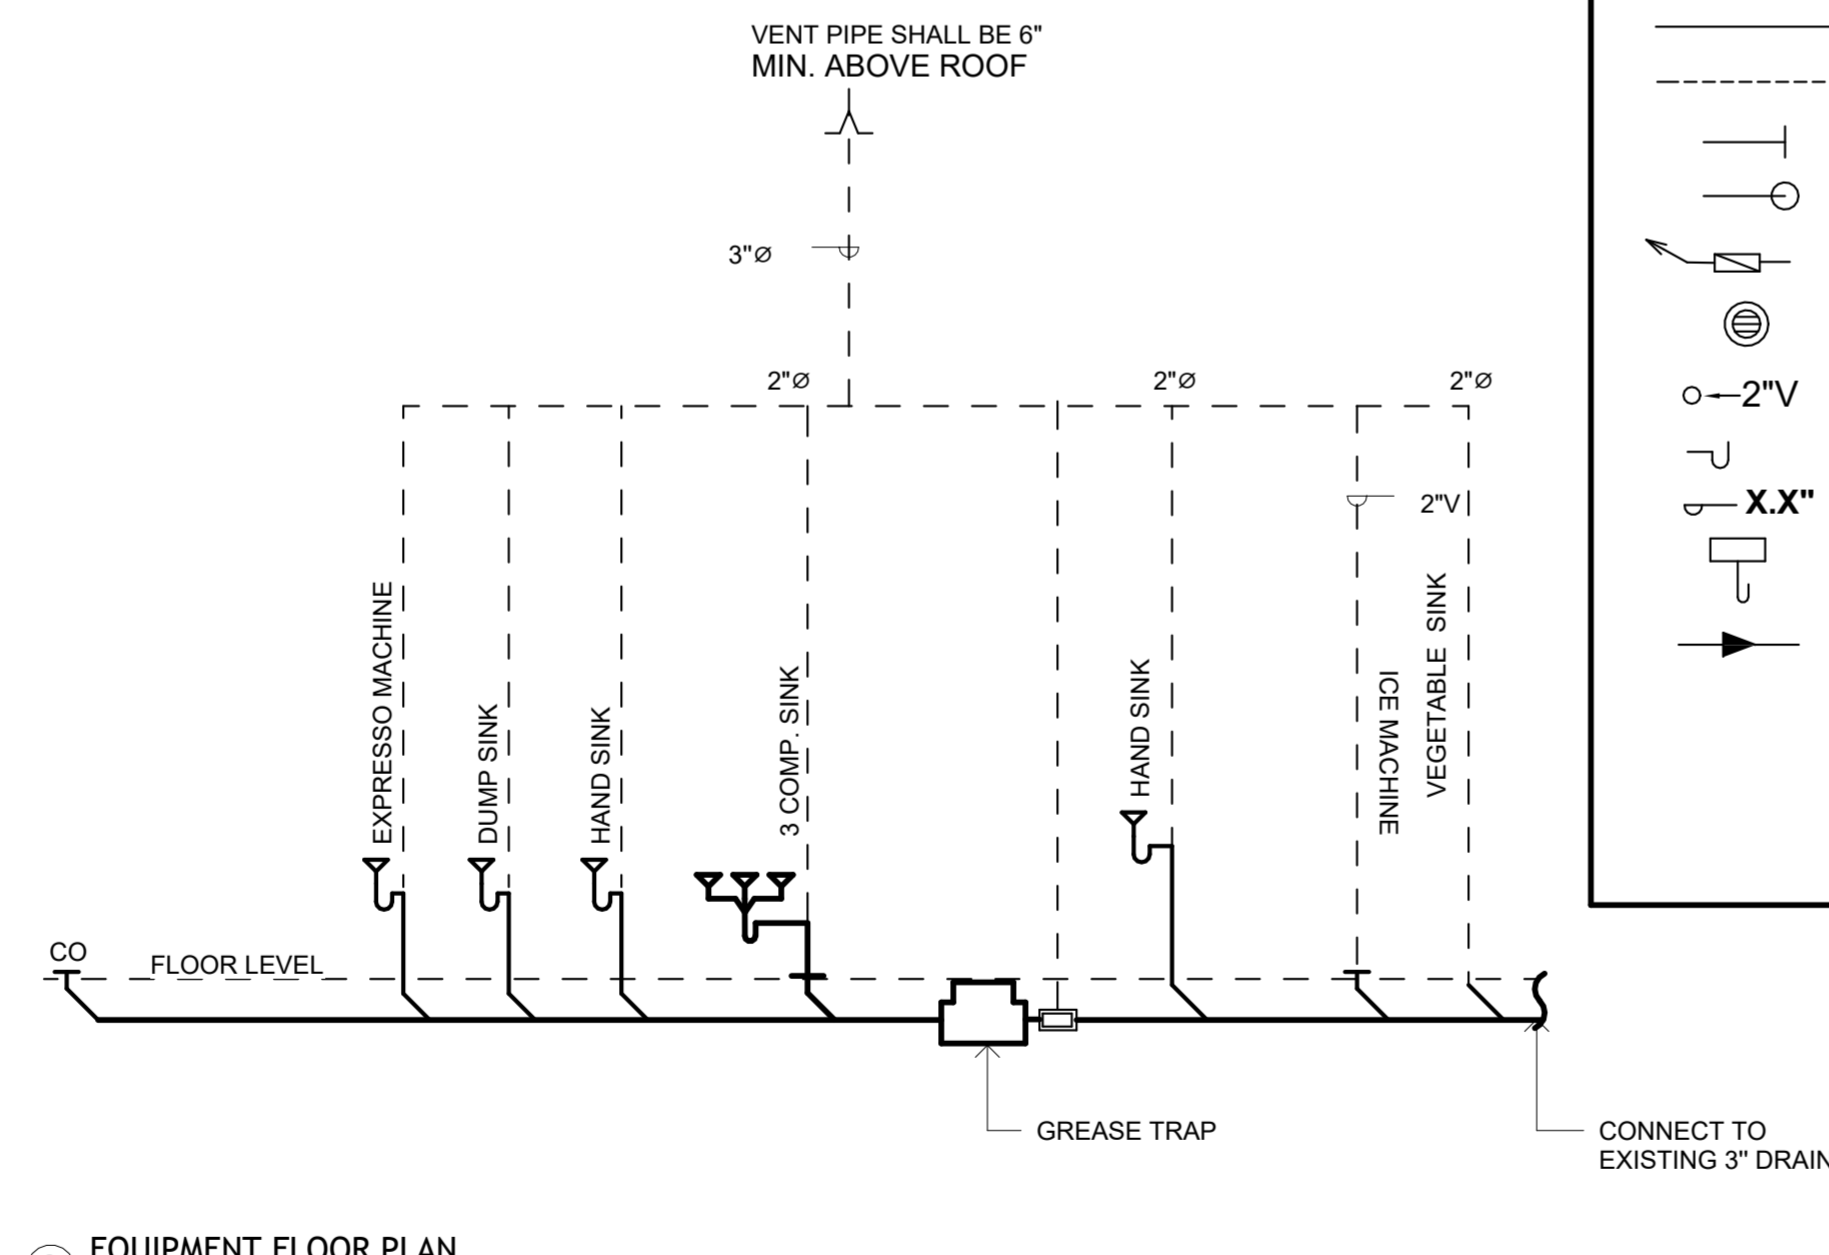 VENT PIPE SHALL BE 6"
MIN. ABOVE ROOF
3"⌀
2"⌀
2"⌀
2"⌀
2"V
2"V
X.X"
EXPRESSO MACHINE
DUMP SINK
HAND SINK
3 COMP. SINK
HAND SINK
ICE MACHINE
VEGETABLE SINK
CO
FLOOR LEVEL
GREASE TRAP
CONNECT TO
EXISTING 3" DRAIN
EQUIPMENT FLOOR PLAN